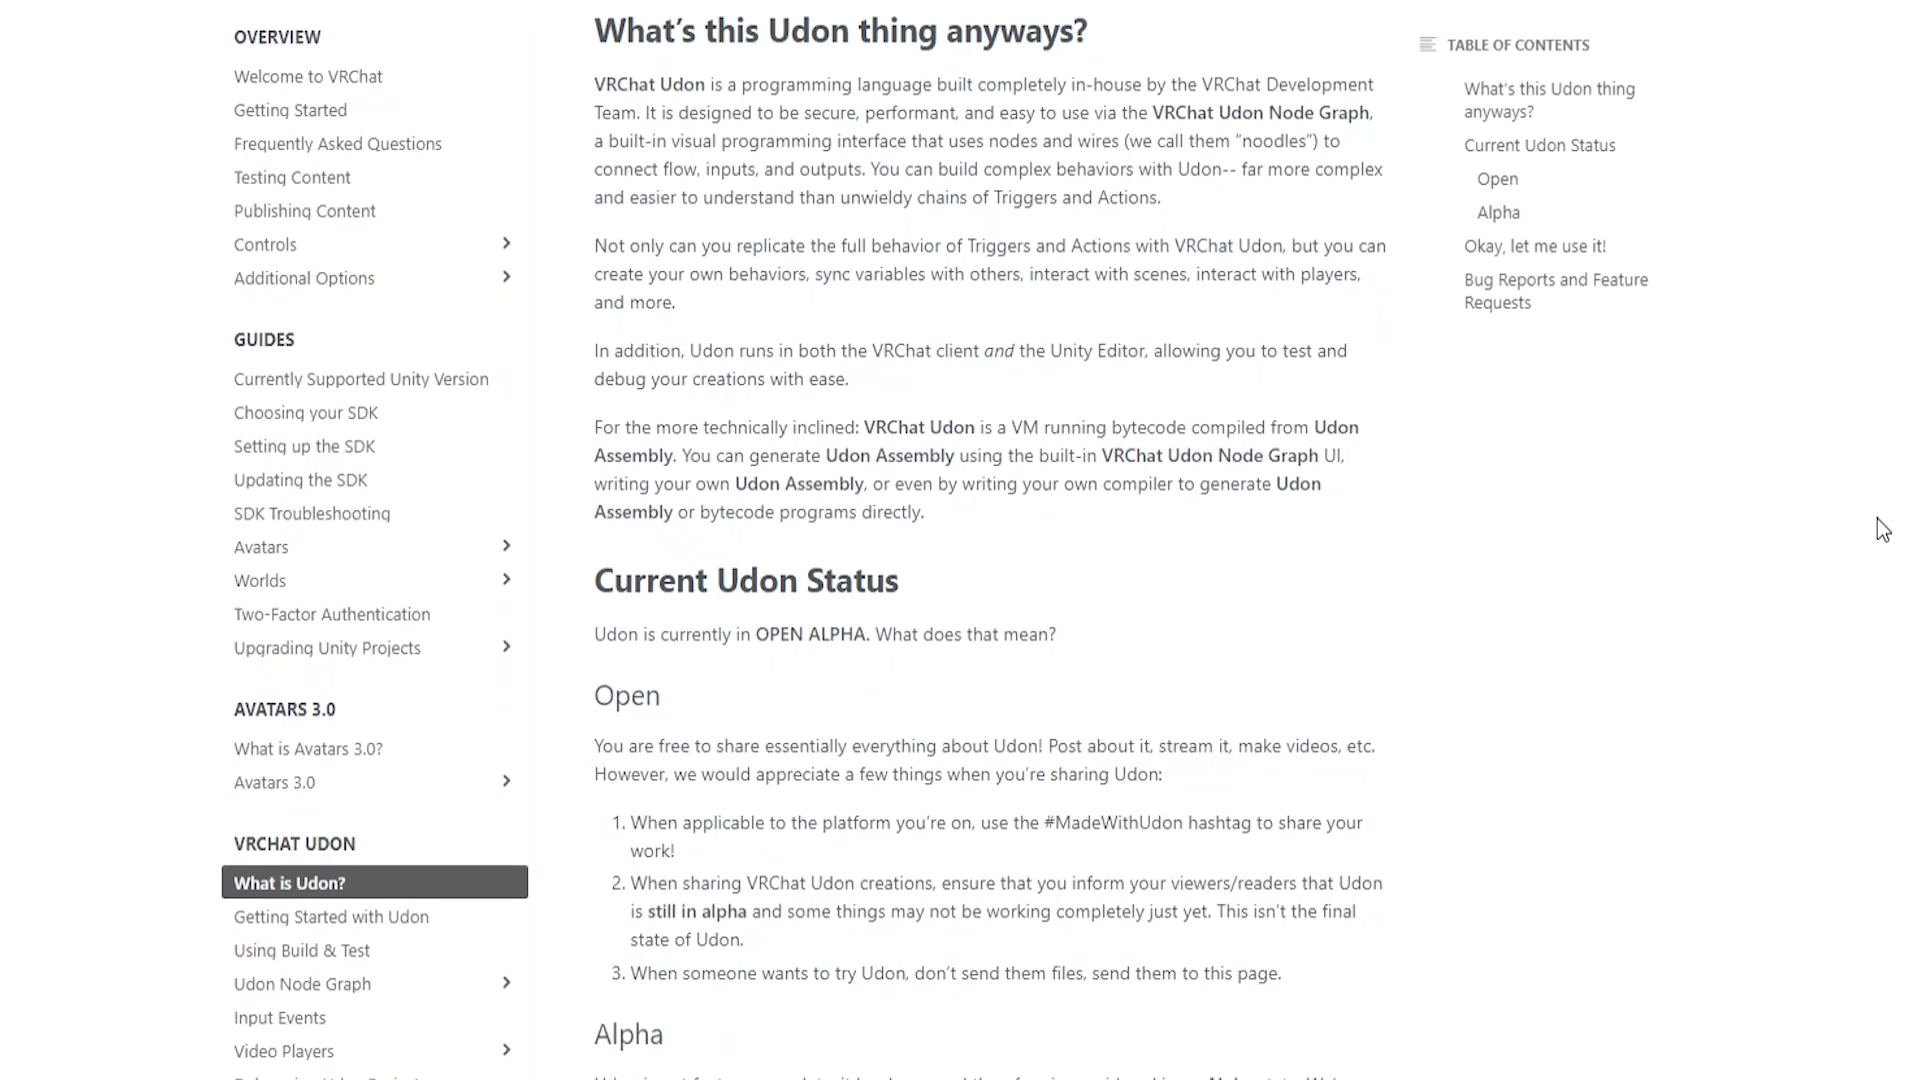 OVERVIEW
Welcome to VRChat
Getting Started
Frequently Asked Questions
Testing Content
Publishing Content
Controls
Additional Options
GUIDES
Currently Supported Unity Version
Choosing your SDK
Setting up the SDK
Updating the SDK
SDK Troubleshooting
Avatars
Worlds
Two-Factor Authentication
Upgrading Unity Projects
AVATARS 3.0
What is Avatars 3.0?
Avatars 3.0
VRCHAT UDON
What is Udon?
Getting Started with Udon
Using Build & Test
Udon Node Graph
Input Events
Video Players
What's this Udon thing anyways?
VRChat Udon is a programming language built completely in-house by the VRChat Development
Team. It is designed to be secure, performant, and easy to use via the VRChat Udon Node Graph,
a built-in visual programming interface that uses nodes and wires (we call them "noodles") to
connect flow, inputs, and outputs. You can build complex behaviors with Udon-- far more complex
and easier to understand than unwieldy chains of Triggers and Actions.
Not only can you replicate the full behavior of Triggers and Actions with VRChat Udon, but you can
create your own behaviors, sync variables with others, interact with scenes, interact with players,
and more.
In addition, Udon runs in both the VRChat client and the Unity Editor, allowing you to test and
debug your creations with ease.
For the more technically inclined: VRChat Udon is a VM running bytecode compiled from Udon
Assembly. You can generate Udon Assembly using the built-in VRChat Udon Node Graph UI,
writing your own Udon Assembly, or even by writing your own compiler to generate Udon
Assembly or bytecode programs directly.
Current Udon Status
Udon is currently in OPEN ALPHA. What does that mean?
Open
You are free to share essentially everything about Udon! Post about it, stream it, make videos, etc.
However, we would appreciate a few things when you're sharing Udon:
1. When applicable to the platform you're on, use the #MadeWithUdon hashtag to share your
work!
2. When sharing VRChat Udon creations, ensure that you inform your viewers/readers that Udon
is still in alpha and some things may not be working completely just yet. This isn't the final
state of Udon.
3. When someone wants to try Udon, don't send them files, send them to this page.
Alpha
TABLE OF CONTENTS
What's this Udon thing
anyways?
Current Udon Status
Open
Alpha
Okay, let me use it!
Bug Reports and Feature
Requests